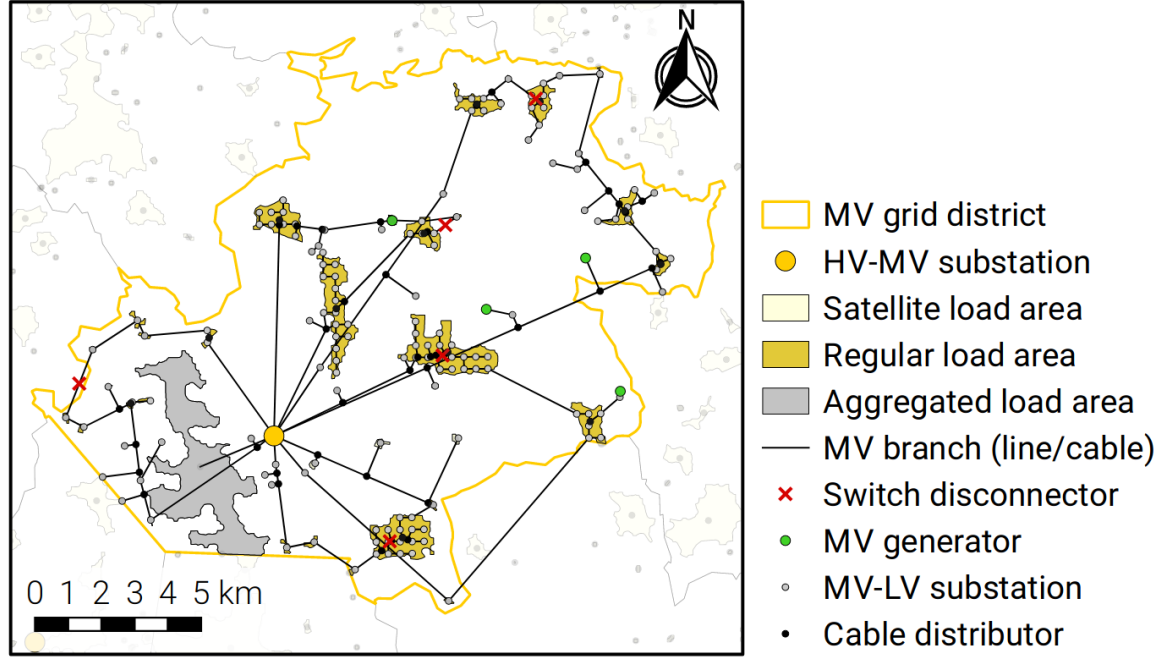 N
MV grid district
HV-MV substation
Satellite load area
Regular load area
Aggregated load area
MV branch (line/cable)
Switch disconnector
MV generator
MV-LV substation
Cable distributor
0 1 2 3 4 5 km